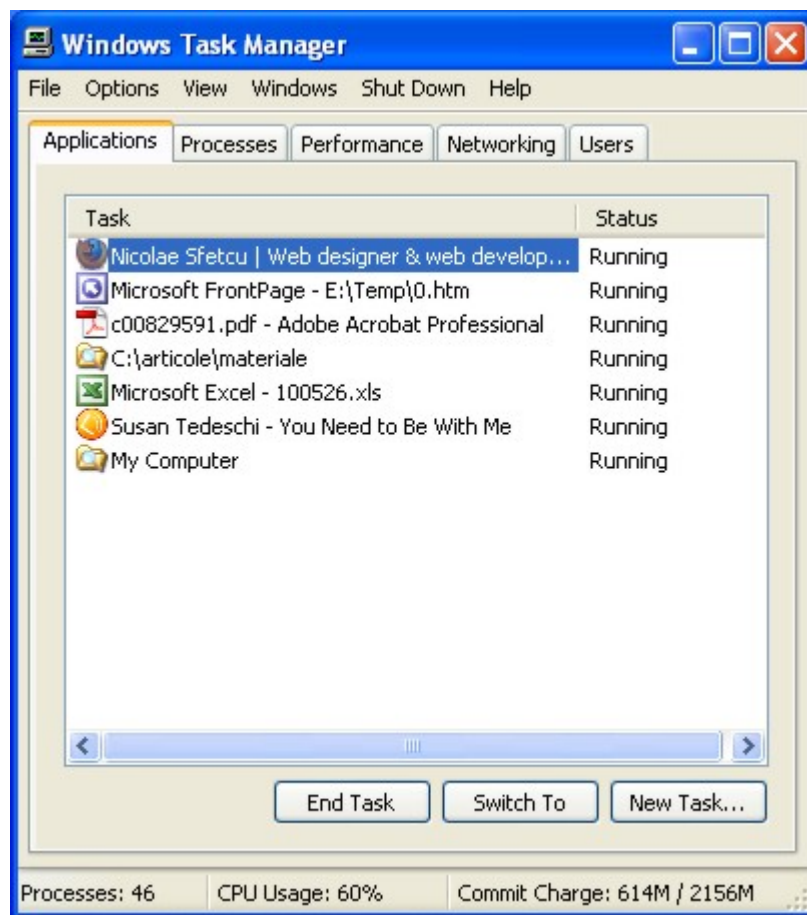 Windows Task Manager
File Options View Windows Shut Down Help
Applications Processes Performance Networking Users
Task Status
Nicolae Sfetcu | Web designer & web develop... Running
Microsoft FrontPage - E:\Temp\0.htm Running
c00829591.pdf - Adobe Acrobat Professional Running
C:\articole\materiale Running
Microsoft Excel - 100526.xls Running
Susan Tedeschi - You Need to Be With Me Running
My Computer Running
End Task Switch To New Task...
Processes: 46 CPU Usage: 60% Commit Charge: 614M / 2156M